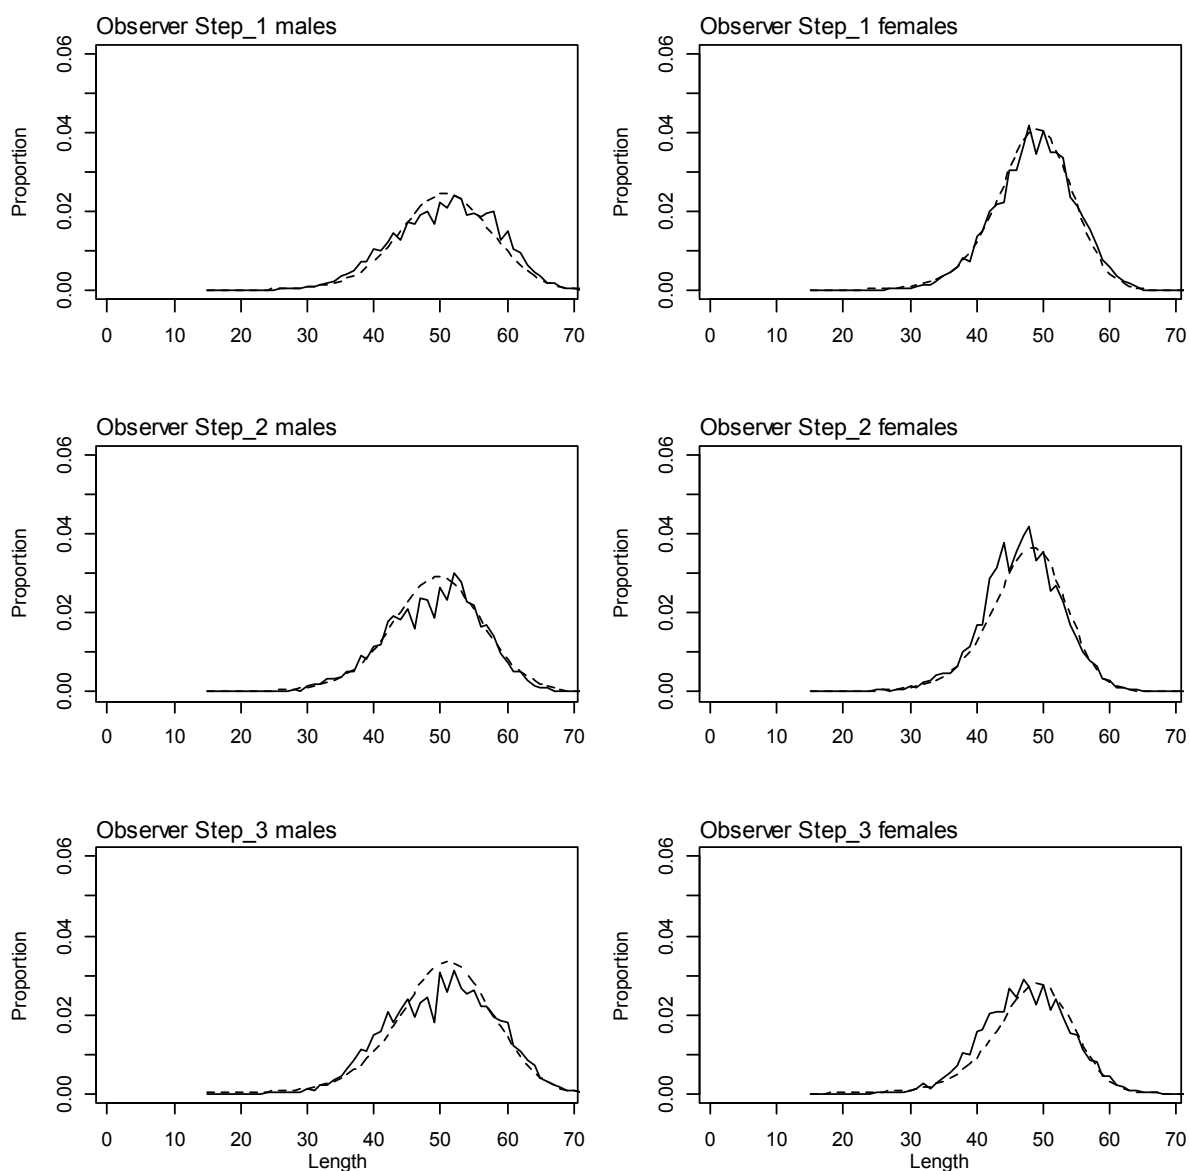 Observer Step_1 males
Observer Step_1 females
Proportion
0.00 0.02 0.04 0.06
0 10 20 30 40 50 60 70
Proportion
0.00 0.02 0.04 0.06
0 10 20 30 40 50 60 70
Observer Step_2 males
Observer Step_2 females
Proportion
0.00 0.02 0.04 0.06
0 10 20 30 40 50 60 70
Proportion
0.00 0.02 0.04 0.06
0 10 20 30 40 50 60 70
Observer Step_3 males
Observer Step_3 females
Proportion
0.00 0.02 0.04 0.06
0 10 20 30 40 50 60 70
Length
Proportion
0.00 0.02 0.04 0.06
0 10 20 30 40 50 60 70
Length